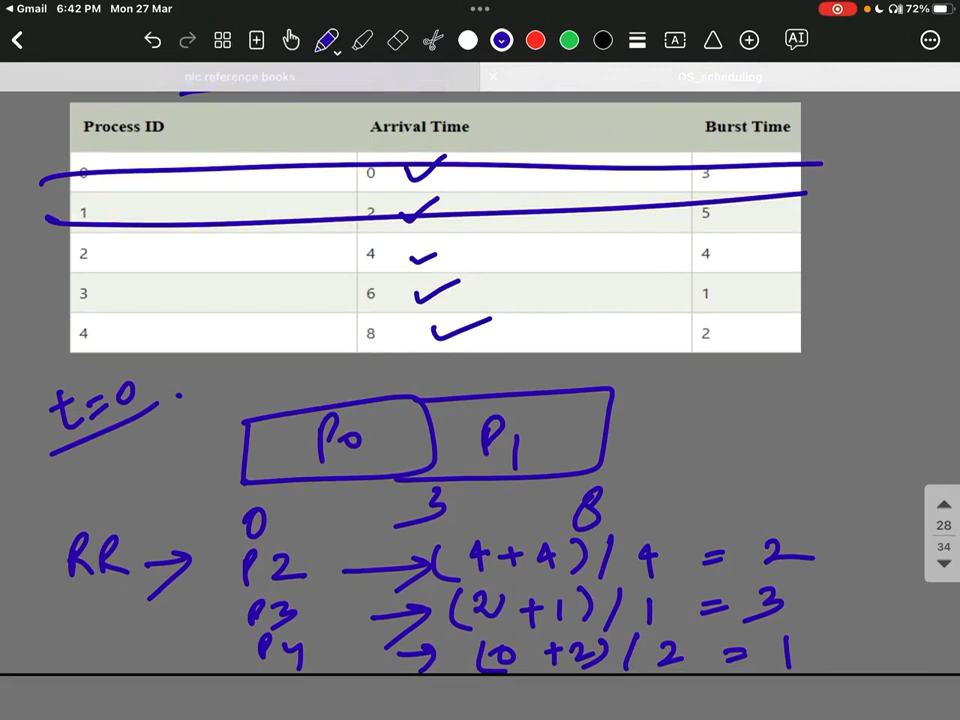 Gmail 6:42 PM Mon 27 Mar 72%
A AI
nic reference books OS_scheduling
Process ID Arrival Time Burst Time
0 0 3
1 2 5
2 4 4
3 6 1
4 8 2
28
34
t=0
P0 P1
0 3 8
RR → P2 → (4+4)/4 = 2
P3 → (2+1)/1 = 3
P4 → (0+2)/2 = 1